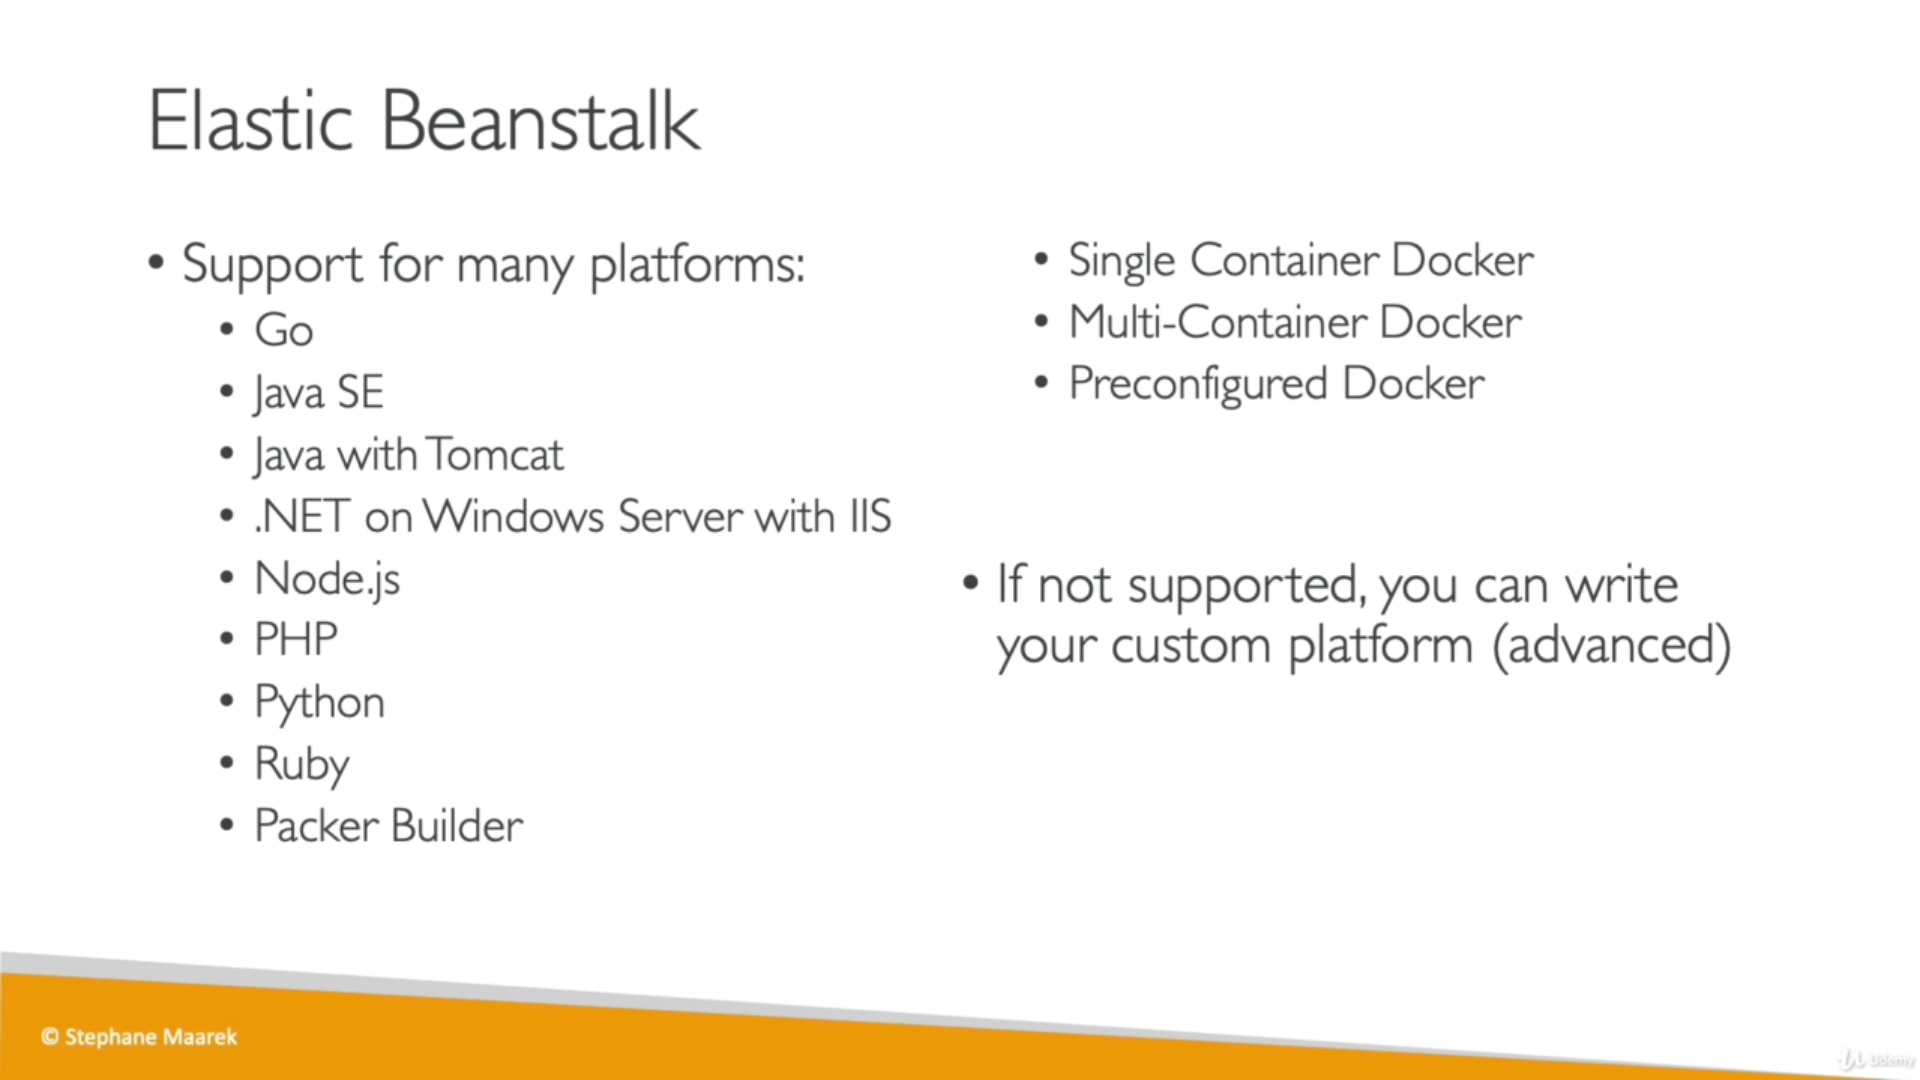 Elastic Beanstalk
• Support for many platforms:
• Go
• Java SE
• Java with Tomcat
• .NET on Windows Server with IIS
• Node.js
• PHP
• Python
• Ruby
• Packer Builder
• Single Container Docker
• Multi-Container Docker
• Preconfigured Docker
• If not supported, you can write
your custom platform (advanced)
© Stephane Maarek
Udemy